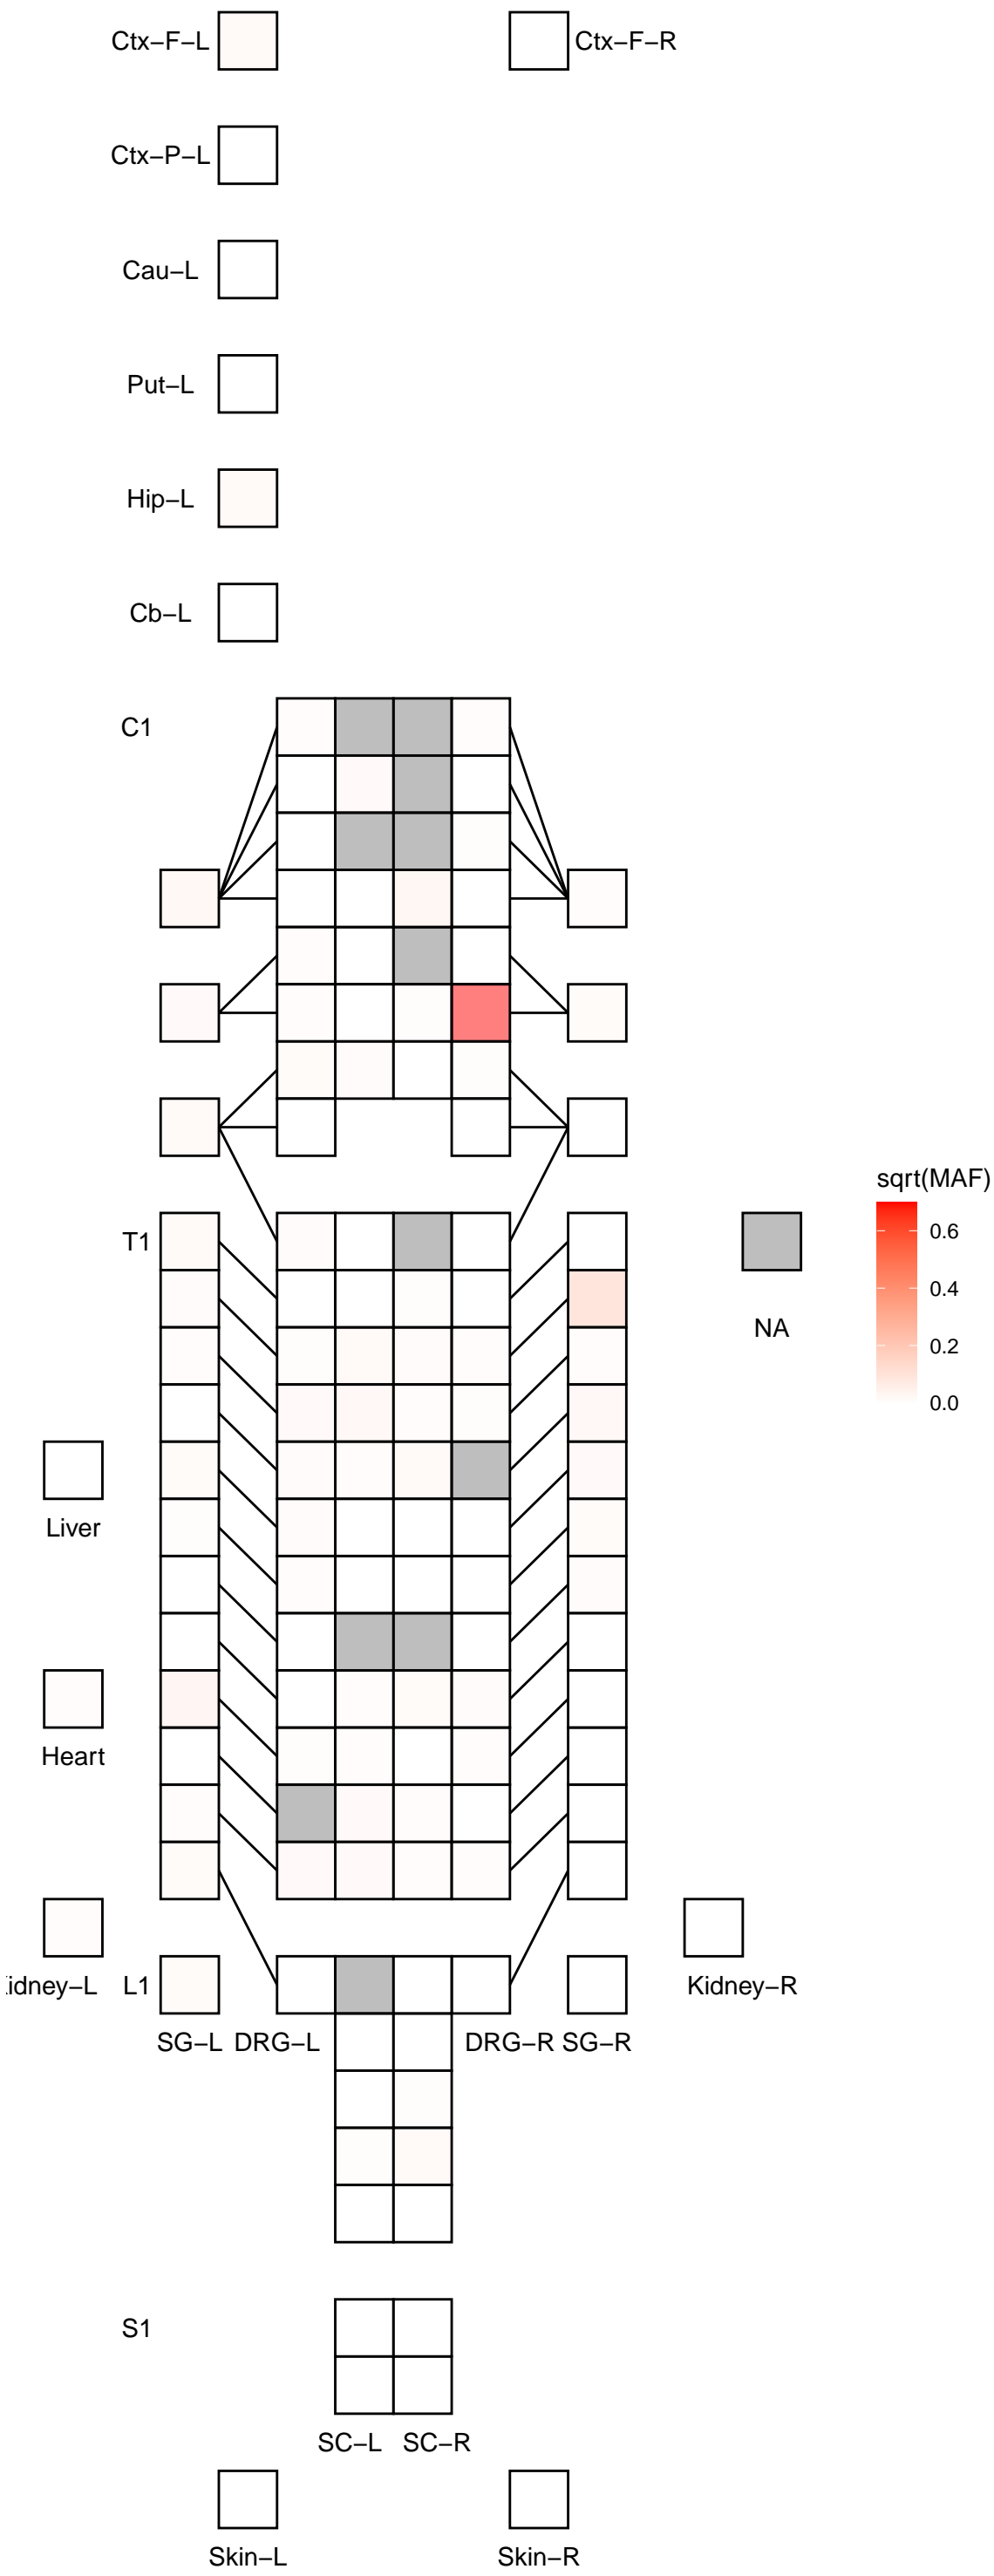 Ctx−F−L
Ctx−F−R
Ctx−P−L
Cau−L
Put−L
Hip−L
Cb−L
C1
sqrt(MAF)
T1
0.6
0.4
NA
0.2
0.0
Liver
Heart
idney−L
L1
Kidney−R
SG−L DRG−L DRG−R SG−R
S1
SC−L SC−R
Skin−L Skin−R